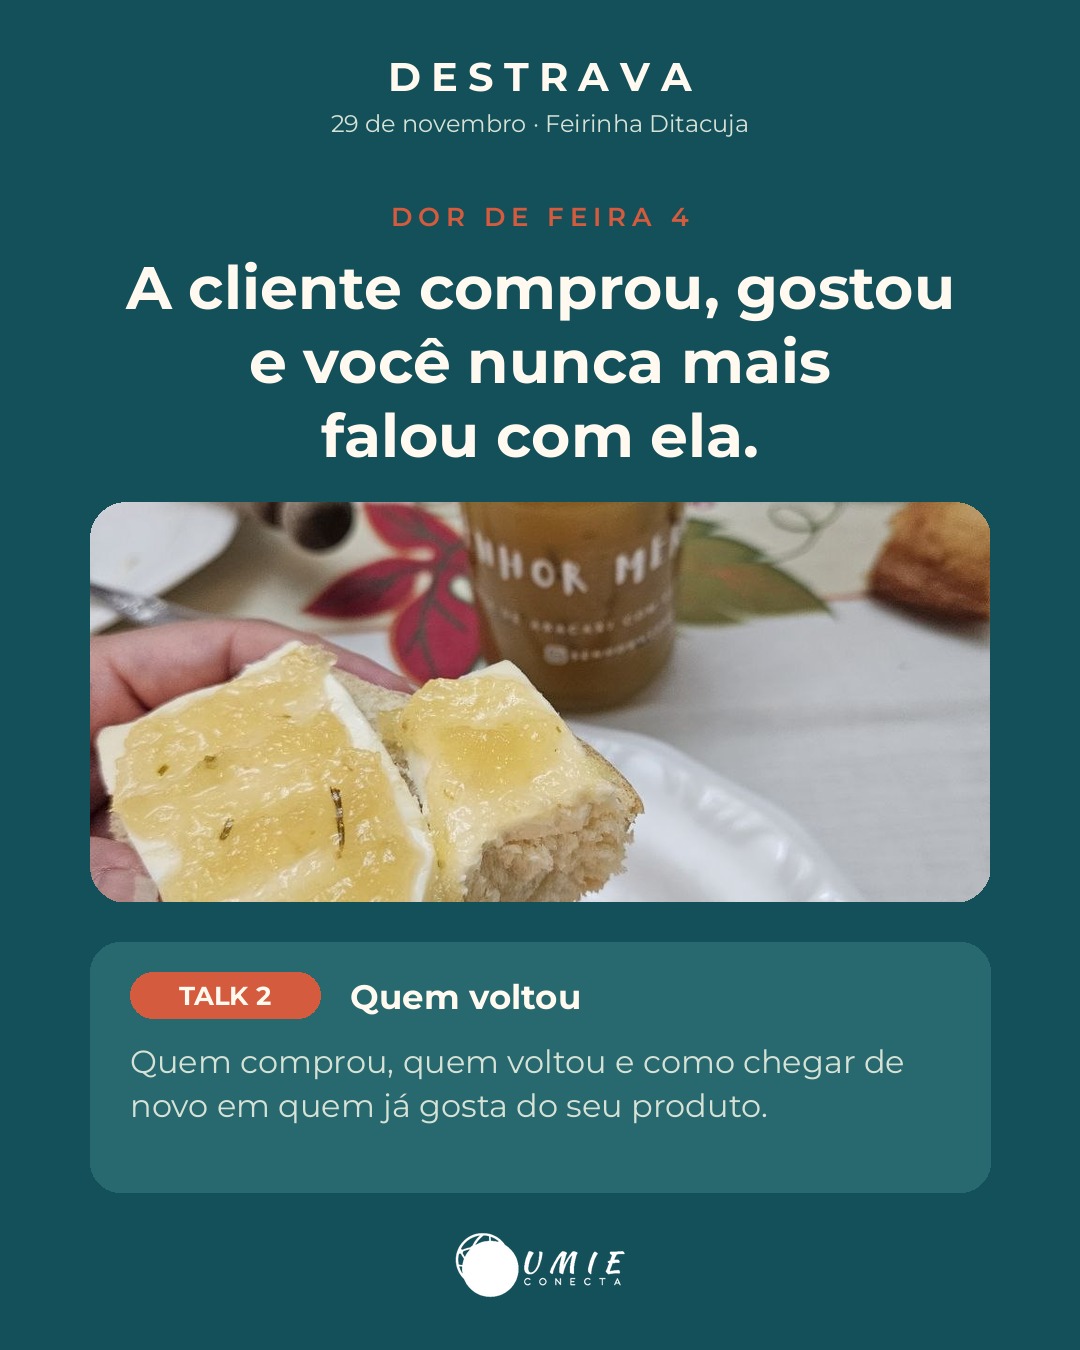 DESTRAVA
29 de novembro · Feirinha Ditacuja
DOR DE FEIRA 4
A cliente comprou, gostou
e você nunca mais
falou com ela.
NHOR
TALK 2 Quem voltou
Quem comprou, quem voltou e como chegar de
novo em quem já gosta do seu produto.
UMIE
CONECTA